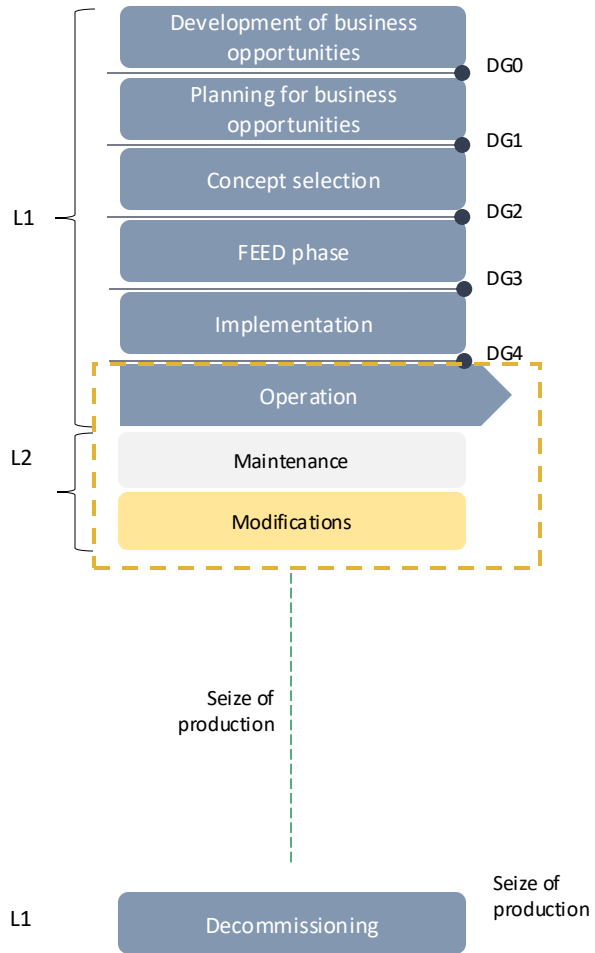 Development of business
opportunities
DG0
Planning for business
opportunities
DG1
Concept selection
DG2
L1
FEED phase
DG3
Implementation
DG4
Operation
L2
Maintenance
Modifications
Seize of
production
Seize of
production
L1
Decommissioning